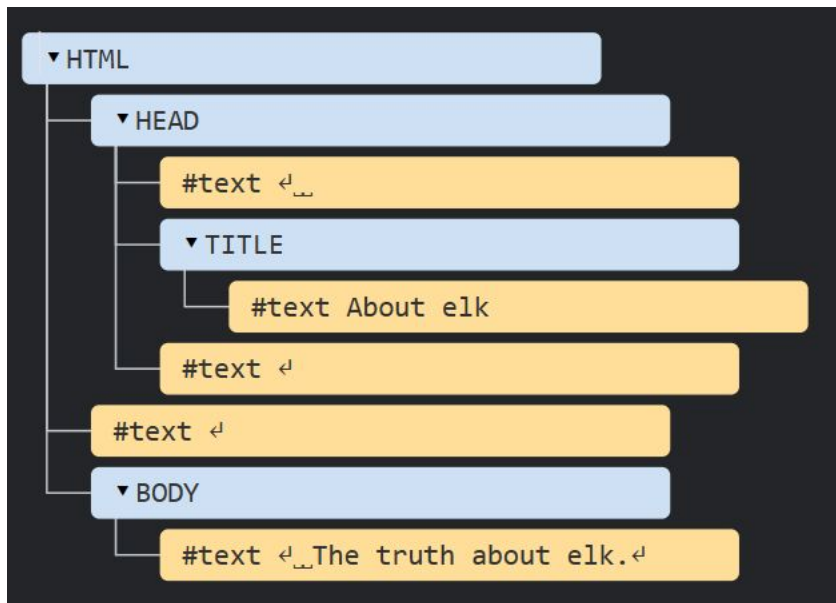 ▾ HTML
▾ HEAD
#text ↵␣␣
▾ TITLE
#text About elk
#text ↵
#text ↵
▾ BODY
#text ↵␣␣The truth about elk.↵